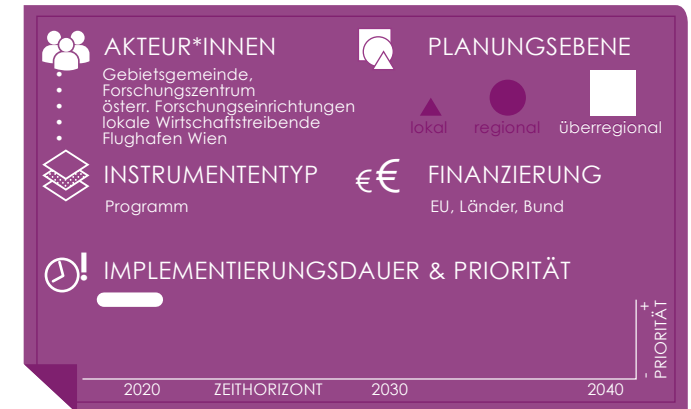 AKTEUR*INNEN
Gebietsgemeinde,
Forschungszentrum
österr. Forschungseinrichtungen
lokale Wirtschaftstreibende
Flughafen Wien
PLANUNGSEBENE
lokal regional überregional
INSTRUMENTENTYP
Programm
€€ FINANZIERUNG
EU, Länder, Bund
! IMPLEMENTIERUNGSDAUER & PRIORITÄT
- PRIORITÄT +
2020 ZEITHORIZONT 2030 2040